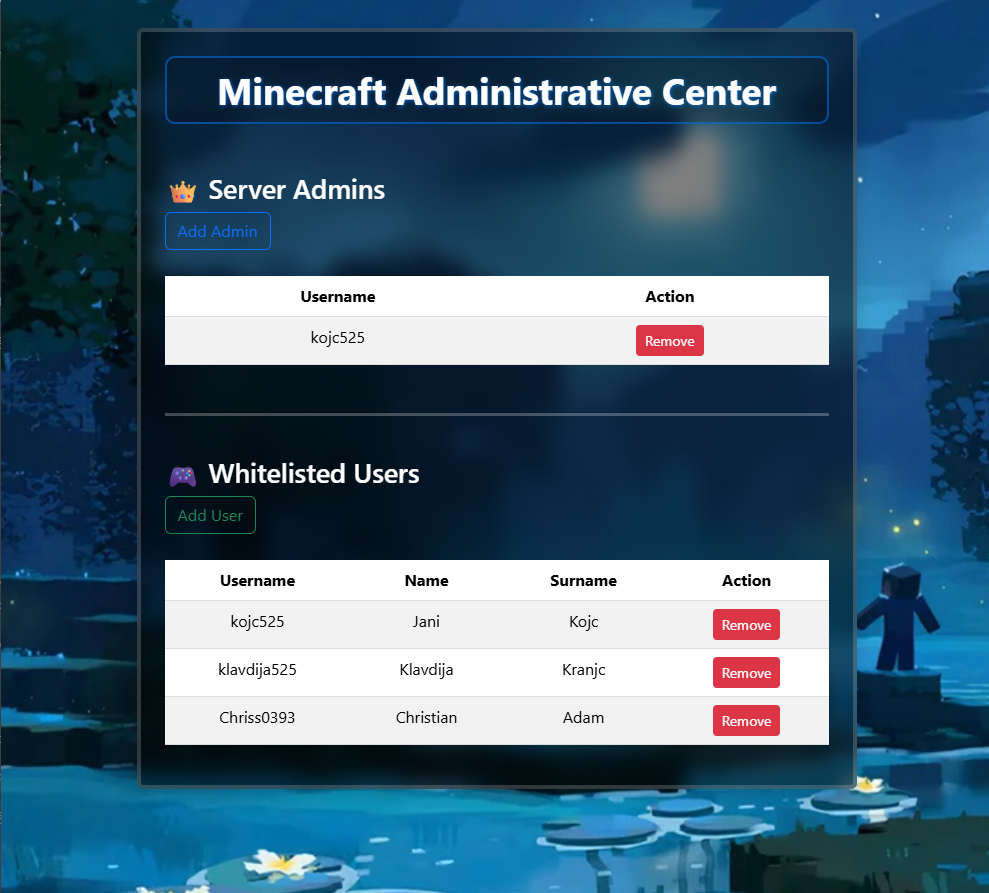 Minecraft Administrative Center
Server Admins
Add Admin
Username Action
kojc525 Remove
Whitelisted Users
Add User
Username Name Surname Action
kojc525 Jani Kojc Remove
klavdija525 Klavdija Kranjc Remove
Chriss0393 Christian Adam Remove